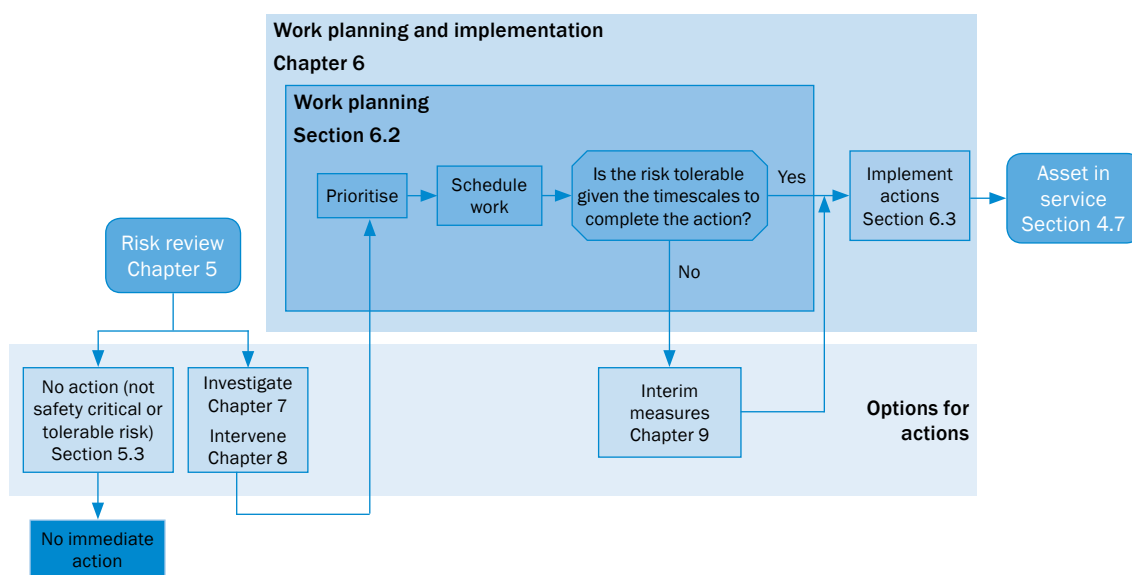 Work planning and implementation
Chapter 6
Work planning
Section 6.2
Prioritise
Schedule
work
Is the risk tolerable
given the timescales to
complete the action?
Yes
No
Implement
actions
Section 6.3
Asset in
service
Section 4.7
Risk review
Chapter 5
No action (not
safety critical or
tolerable risk)
Section 5.3
Investigate
Chapter 7
Intervene
Chapter 8
Interim
measures
Chapter 9
Options for
actions
No immediate
action